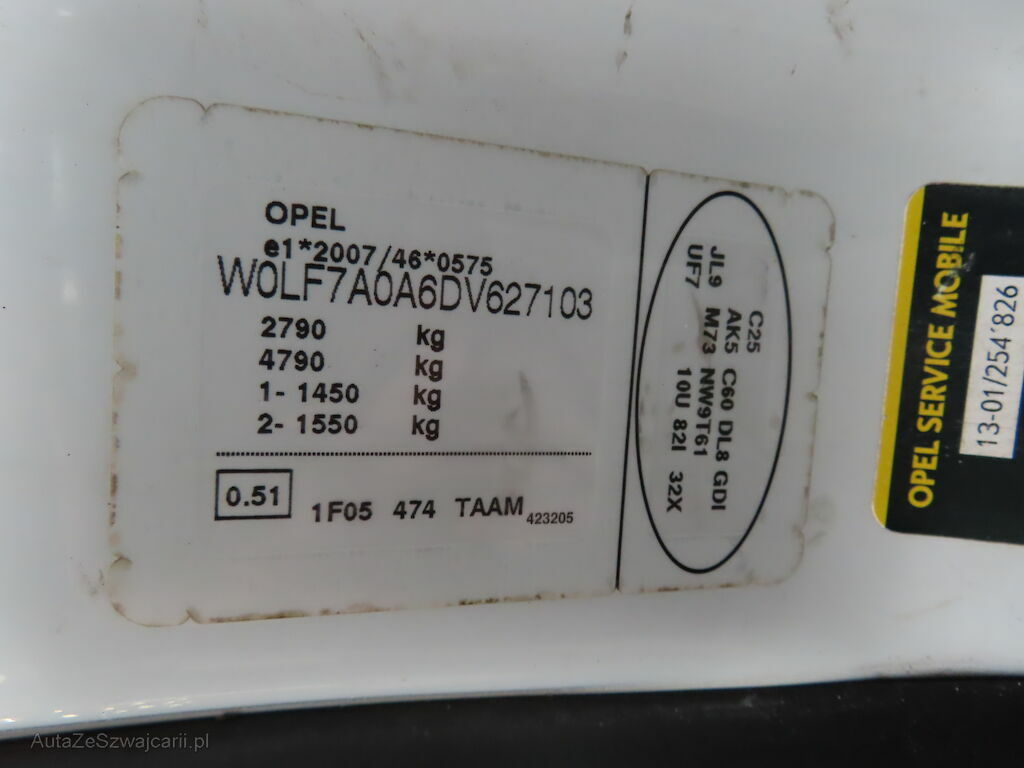 OPEL
e1*2007/46*0575
W0LF7A0A6DV627103
2790 kg
4790 kg
1- 1450 kg
2- 1550 kg
0.51 1F05 474 TAAM 423205
C25
AK5 C60 DL8 GDI
JL9 M73 NW9T61
UF7 10U 82I 32X
OPEL SERVICE MOBILE
13-01/254´826
AutaZeSzwajcarii.pl